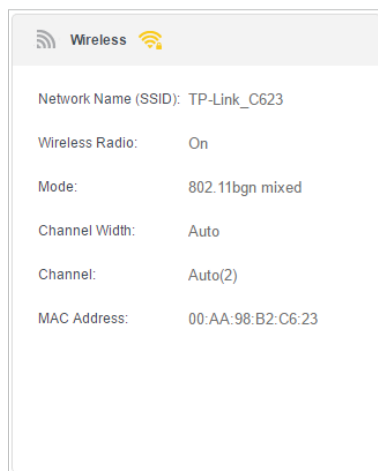 Wireless
Network Name (SSID): TP-Link_C623
Wireless Radio: On
Mode: 802.11bgn mixed
Channel Width: Auto
Channel: Auto(2)
MAC Address: 00:AA:98:B2:C6:23